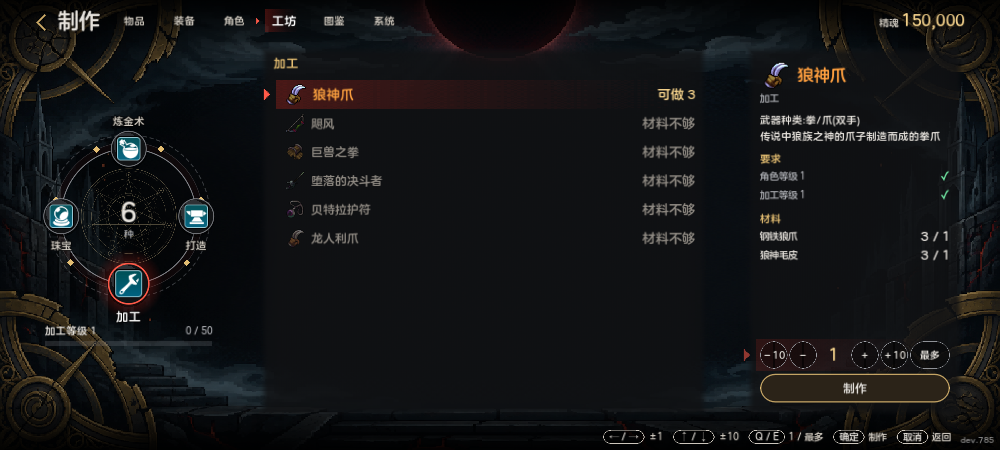 制作 物品 装备 角色 工坊 图鉴 系统 精魂 150,000
加工
狼神爪 可做 3
飓风 材料不够
巨兽之拳 材料不够
堕落的决斗者 材料不够
贝特拉护符 材料不够
龙人利爪 材料不够
炼金术
6
种
珠宝 打造
加工
加工等级 1 0 / 50
狼神爪
加工
武器种类:拳/爪(双手)
传说中狼族之神的爪子制造而成的拳爪
要求
角色等级 1 ✓
加工等级 1 ✓
材料
钢铁狼爪 3 / 1
狼神毛皮 3 / 1
-10 - 1 + +10 最多
制作
←/→ ±1 ↑/↓ ±10 Q/E 1/最多 确定 制作 取消 返回 dev.785